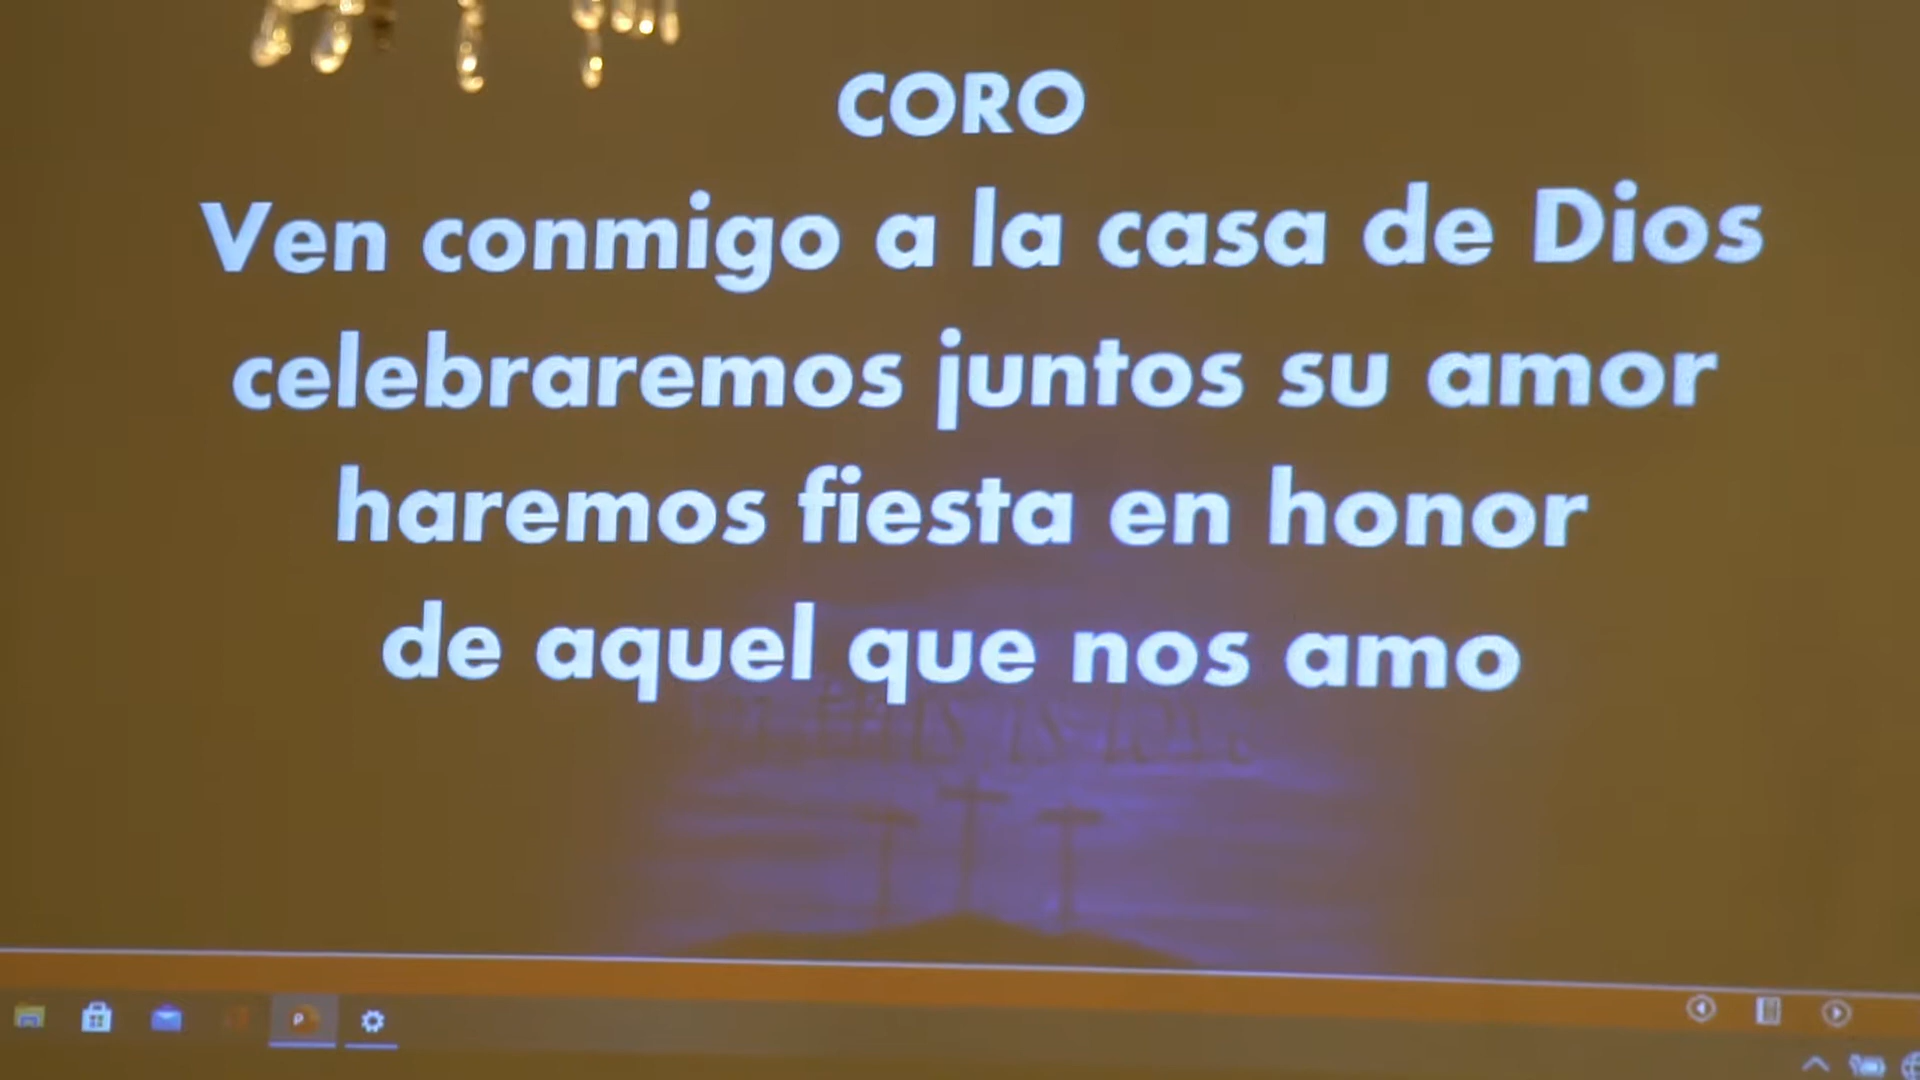 CORO
Ven conmigo a la casa de Dios
celebraremos juntos su amor
haremos fiesta en honor
de aquel que nos amo